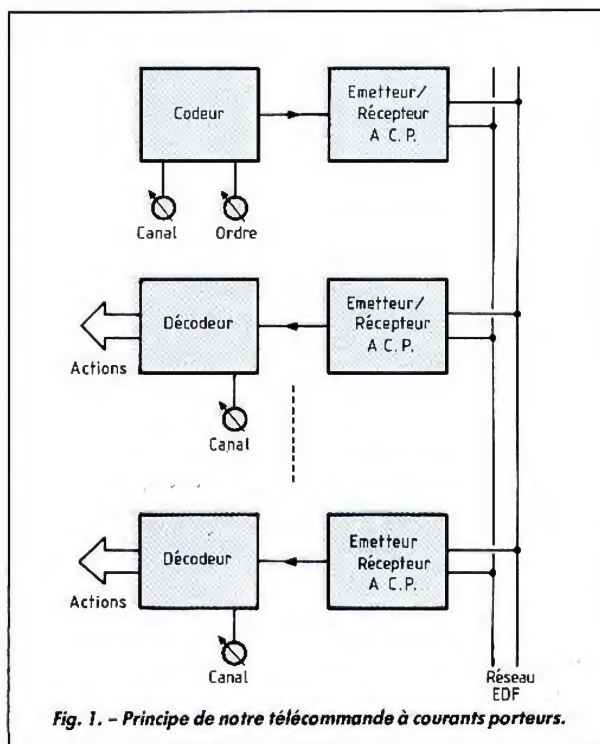 Codeur
Emetteur/
Récepteur
A C.P.
Canal
Ordre
Décodeur
Emetteur/
Récepteur
A C.P.
Actions
Canal
Décodeur
Emetteur
Récepteur
A C.P.
Actions
Canal
Réseau
EDF
Fig. 1. – Principe de notre télécommande à courants porteurs.